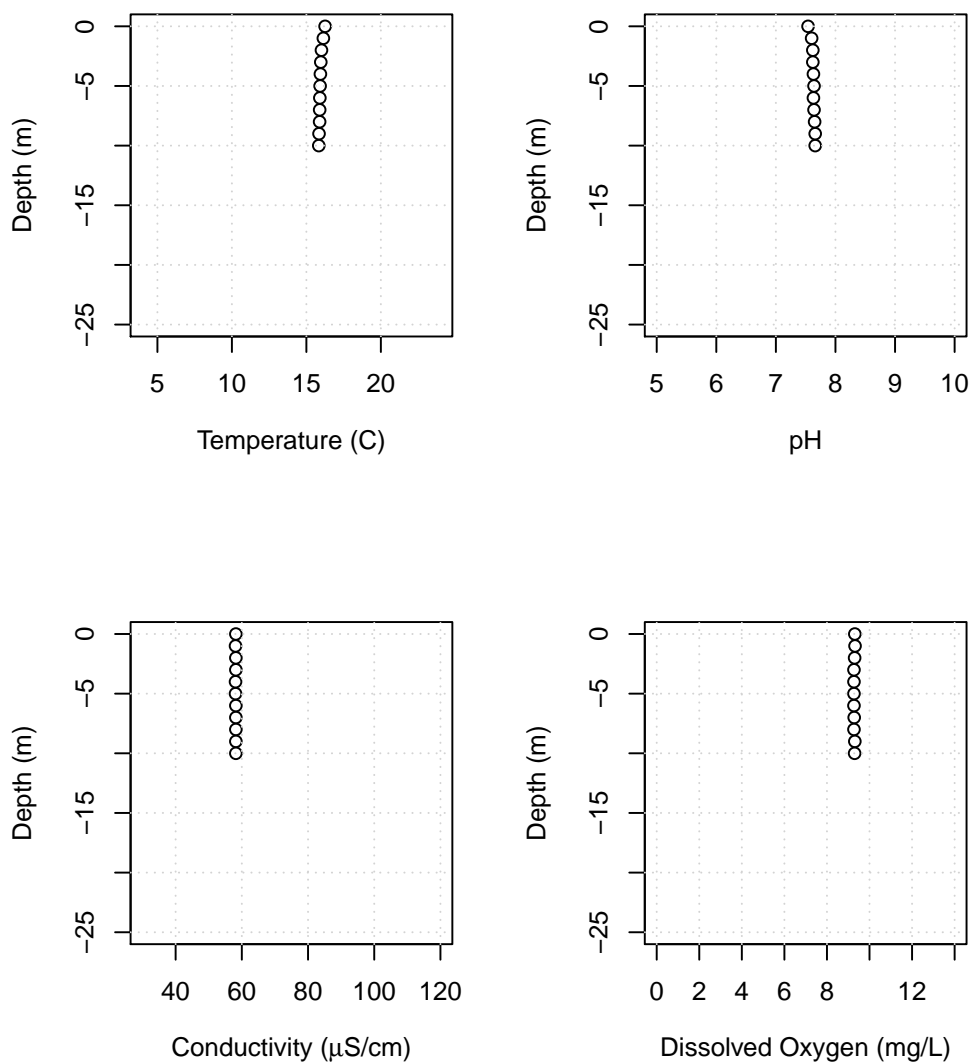 0
−5
−15
−25
Depth (m)
5 10 15 20
Temperature (C)
0
−5
−15
−25
Depth (m)
5 6 7 8 9 10
pH
0
−5
−15
−25
Depth (m)
40 60 80 100 120
Conductivity (μS/cm)
0
−5
−15
−25
Depth (m)
0 2 4 6 8 12
Dissolved Oxygen (mg/L)